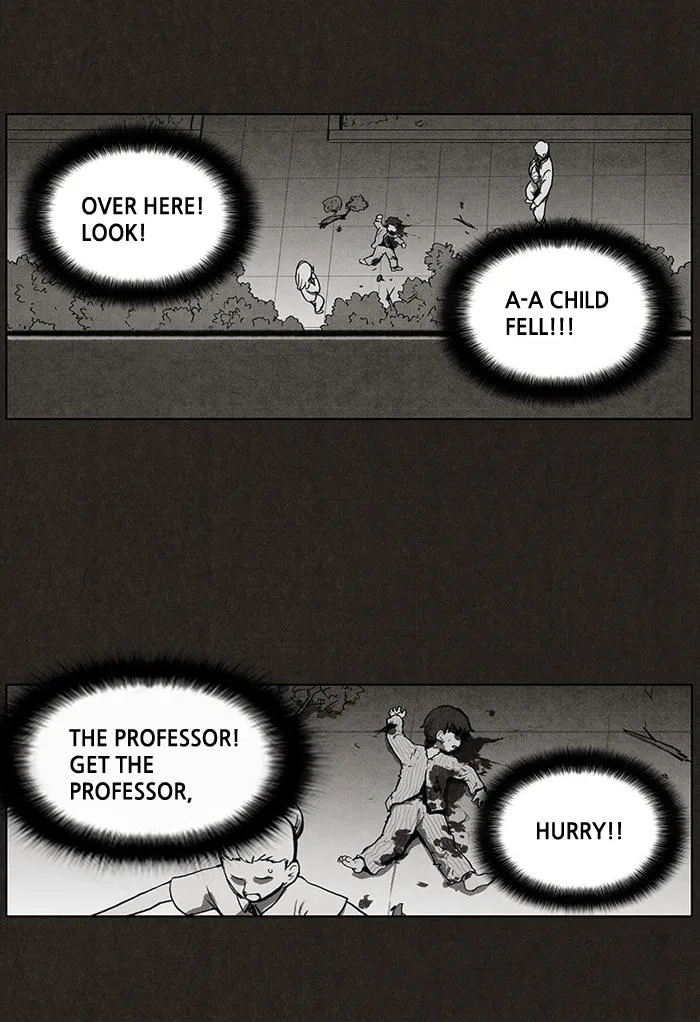 OVER HERE!
LOOK!
A-A CHILD
FELL!!!
THE PROFESSOR!
GET THE
PROFESSOR,
HURRY!!